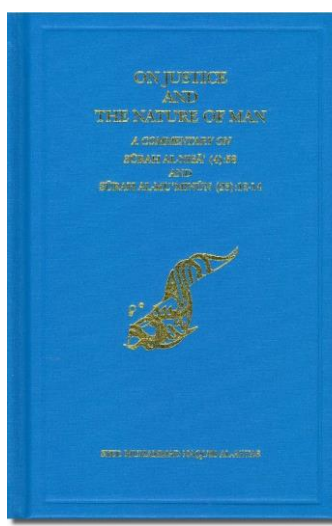 ON JUSTICE
AND
THE NATURE OF MAN
A COMMENTARY ON
SŪRAH AL-NISĀ' (4):58
AND
SŪRAH AL-MU'MINŪN (23):12-14
SYED MUHAMMAD NAQUIB AL-ATTAS